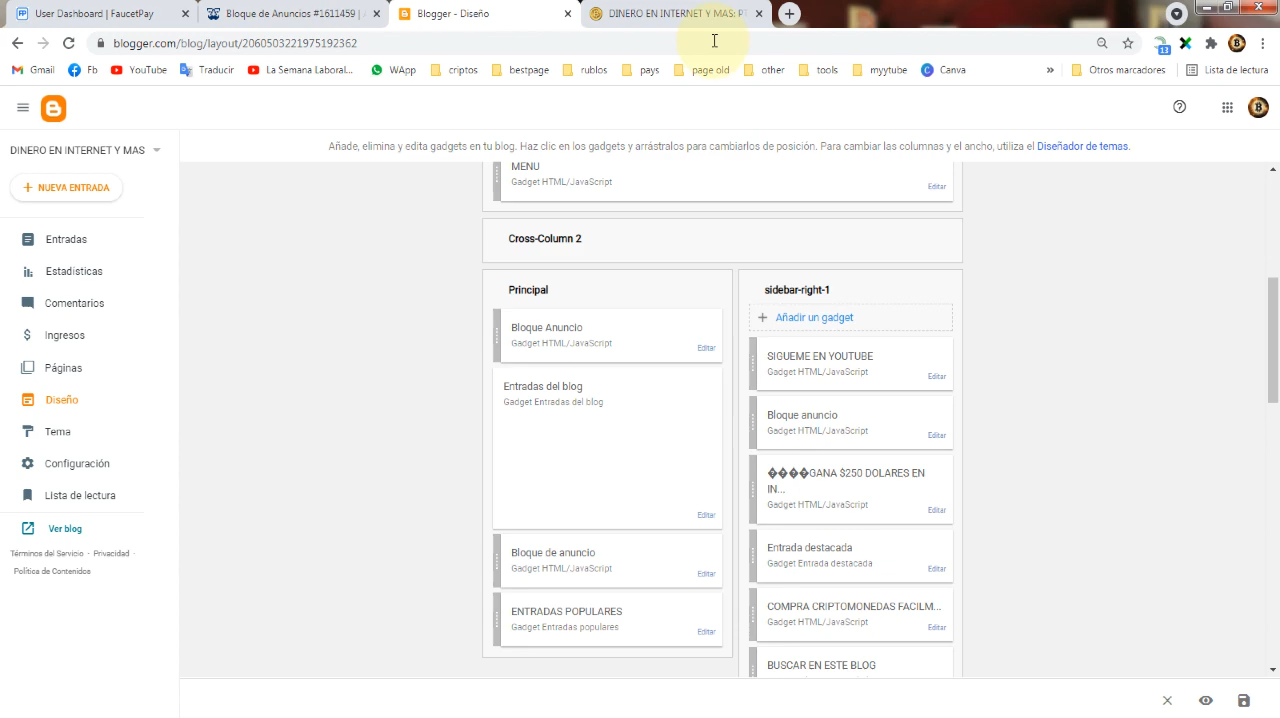 User Dashboard | FaucetPay
Bloque de Anuncios #1611459 |
Blogger - Diseño
DINERO EN INTERNET Y MAS:
blogger.com/blog/layout/2060503221975192362
13
Gmail
Fb
YouTube
Traducir
La Semana Laboral...
WApp
criptos
bestpage
rublos
pays
page old
other
tools
myytube
Canva
»
Otros marcadores
Lista de lectura
DINERO EN INTERNET Y MAS
Añade, elimina y edita gadgets en tu blog. Haz clic en los gadgets y arrástralos para cambiarlos de posición. Para cambiar las columnas y el ancho, utiliza el Diseñador de temas.
+ NUEVA ENTRADA
Entradas
Estadísticas
Comentarios
Ingresos
Páginas
Diseño
Tema
Configuración
Lista de lectura
Ver blog
Términos del Servicio · Privacidad ·
Política de Contenidos
MENU
Gadget HTML/JavaScript
Editar
Cross-Column 2
Principal
Bloque Anuncio
Gadget HTML/JavaScript
Editar
Entradas del blog
Gadget Entradas del blog
Editar
Bloque de anuncio
Gadget HTML/JavaScript
Editar
ENTRADAS POPULARES
Gadget Entradas populares
Editar
sidebar-right-1
+ Añadir un gadget
SIGUEME EN YOUTUBE
Gadget HTML/JavaScript
Editar
Bloque anuncio
Gadget HTML/JavaScript
Editar
����GANA $250 DOLARES EN
IN...
Gadget HTML/JavaScript
Editar
Entrada destacada
Gadget Entrada destacada
Editar
COMPRA CRIPTOMONEDAS FACILM...
Gadget HTML/JavaScript
Editar
BUSCAR EN ESTE BLOG